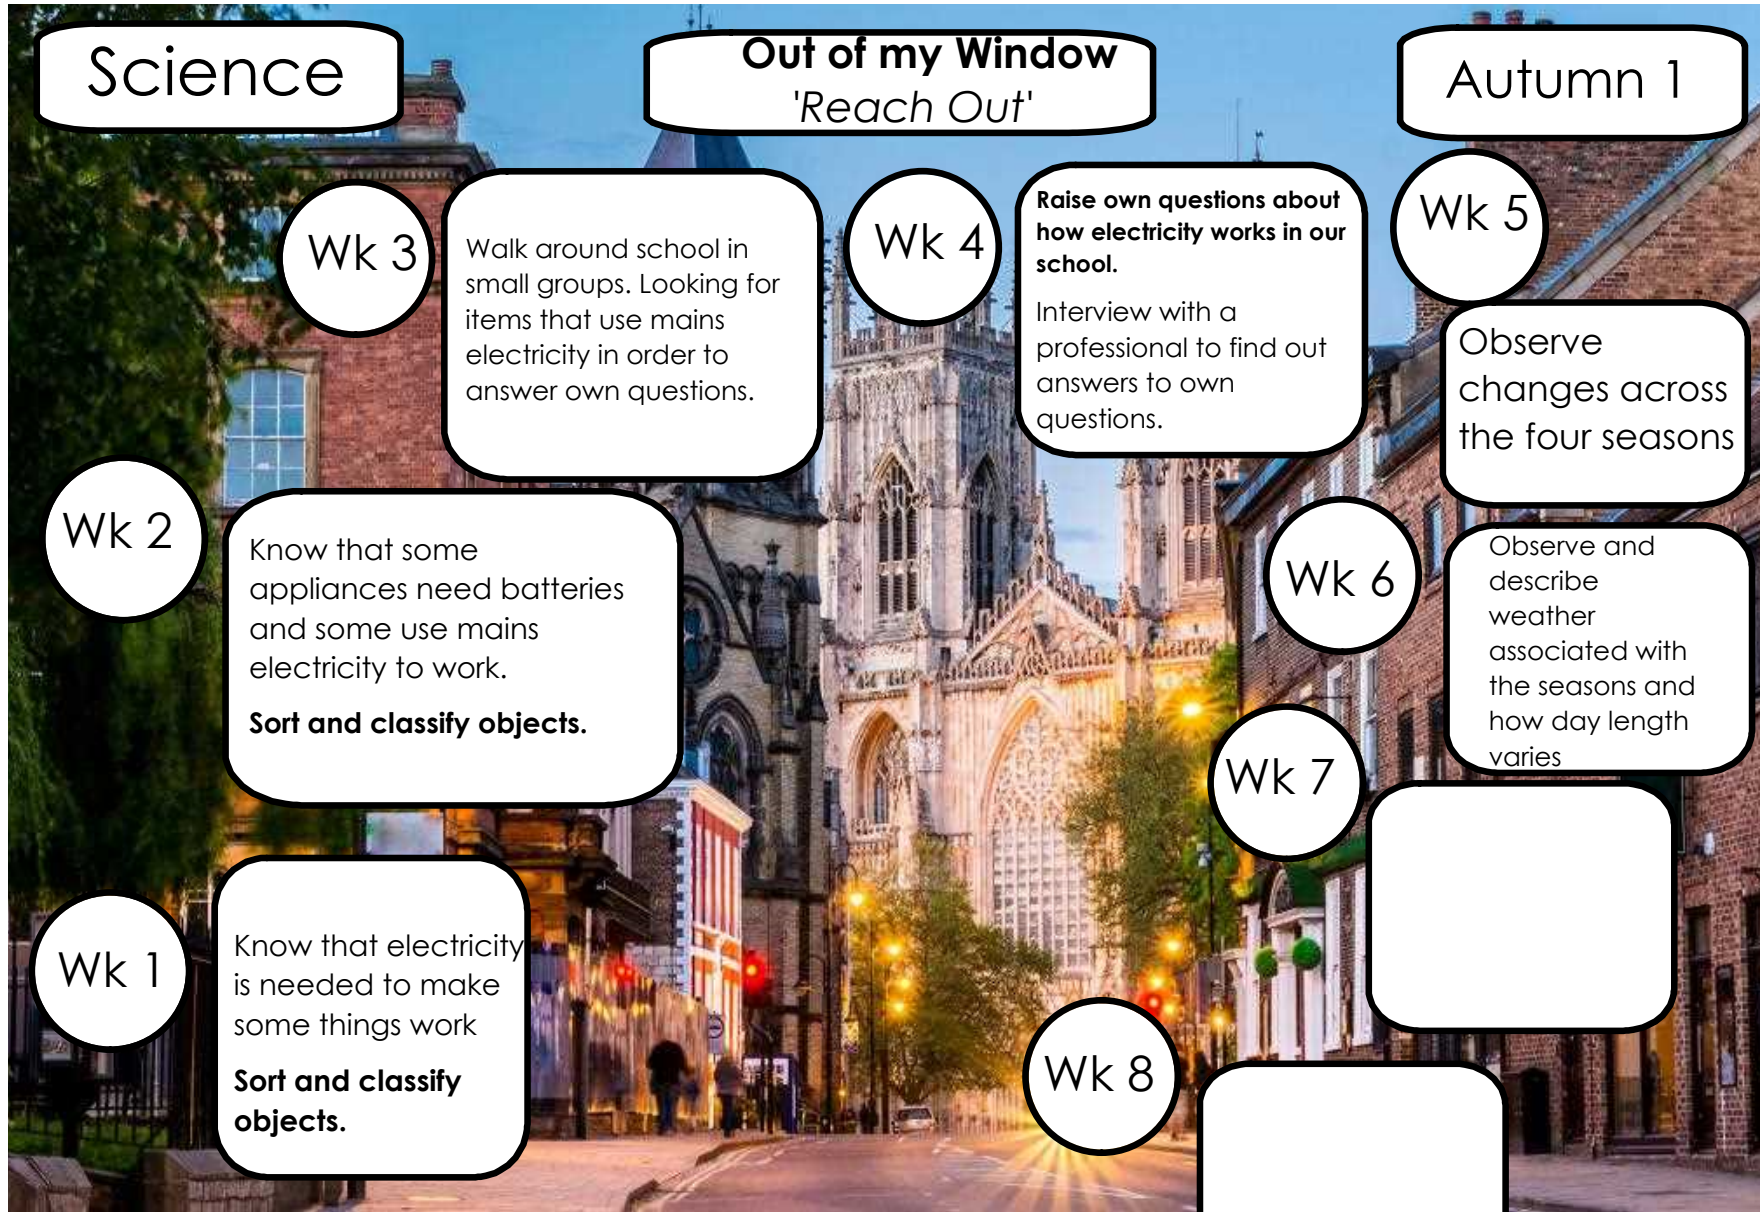 Science
Out of my Window
'Reach Out'
Autumn 1
Wk 3
Walk around school in
small groups. Looking for
items that use mains
electricity in order to
answer own questions.
Wk 4
Raise own questions about
how electricity works in our
school.
Interview with a
professional to find out
answers to own
questions.
Wk 5
Observe
changes across
the four seasons
Wk 2
Know that some
appliances need batteries
and some use mains
electricity to work.
Sort and classify objects.
Wk 6
Observe and
describe
weather
associated with
the seasons and
how day length
varies
Wk 7
Wk 1
Know that electricity
is needed to make
some things work
Sort and classify
objects.
Wk 8